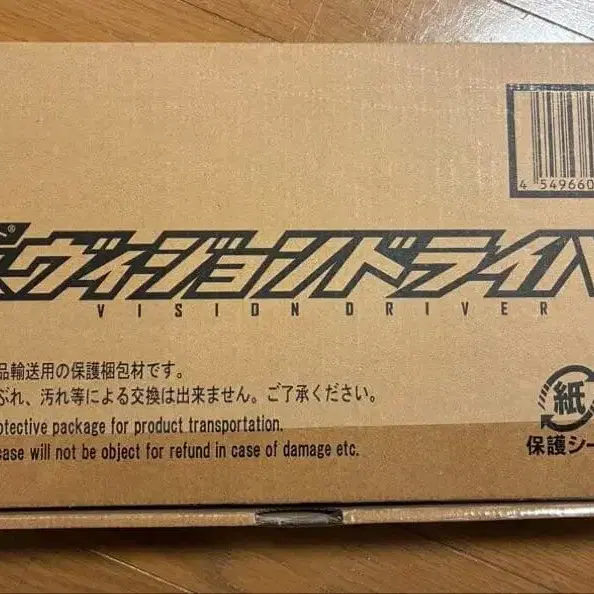 4 549660
ヴィジョンドライバ
VISION DRIVER
品輸送用の保護梱包材です。
ぶれ、汚れ等による交換は出来ません。ご了承ください。
otective package for product transportation.
case will not be object for refund in case of damage etc.
紙
保護シー